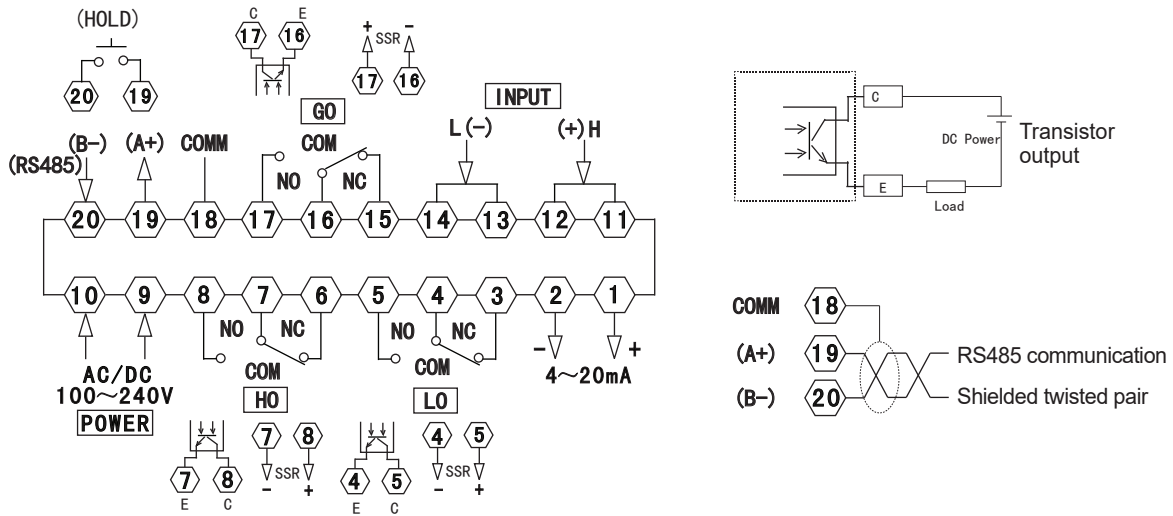 (HOLD)
20 19
C E
17 16
+ SSR -
17 16
GO
INPUT
(B-) (A+) COMM
(RS485)
COM
NO NC
L(-) (+)H
20 19 18 17 16 15 14 13 12 11
10 9 8 7 6 5 4 3 2 1
NO NC
COM
NO NC
COM
- +
4～20mA
AC/DC
100～240V
POWER
HO
LO
7 8
E C
7 8
SSR
- +
4 5
E C
4 5
SSR
- +
C
DC Power
E
Load
Transistor
output
COMM 18
(A+) 19
(B-) 20
RS485 communication
Shielded twisted pair